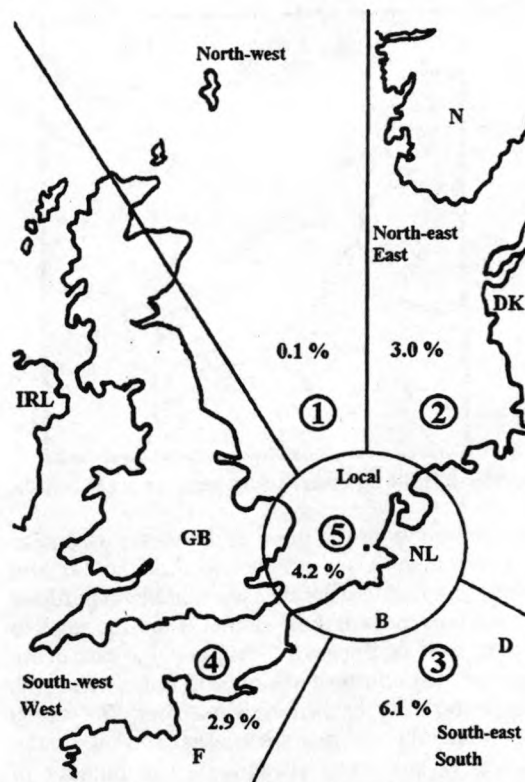 North-west
N
North-east
East
DK
0.1 %
3.0 %
IRL
1
2
Local
5
GB
NL
4.2 %
B
4
3
D
South-west
West
2.9 %
6.1 %
F
South-east
South